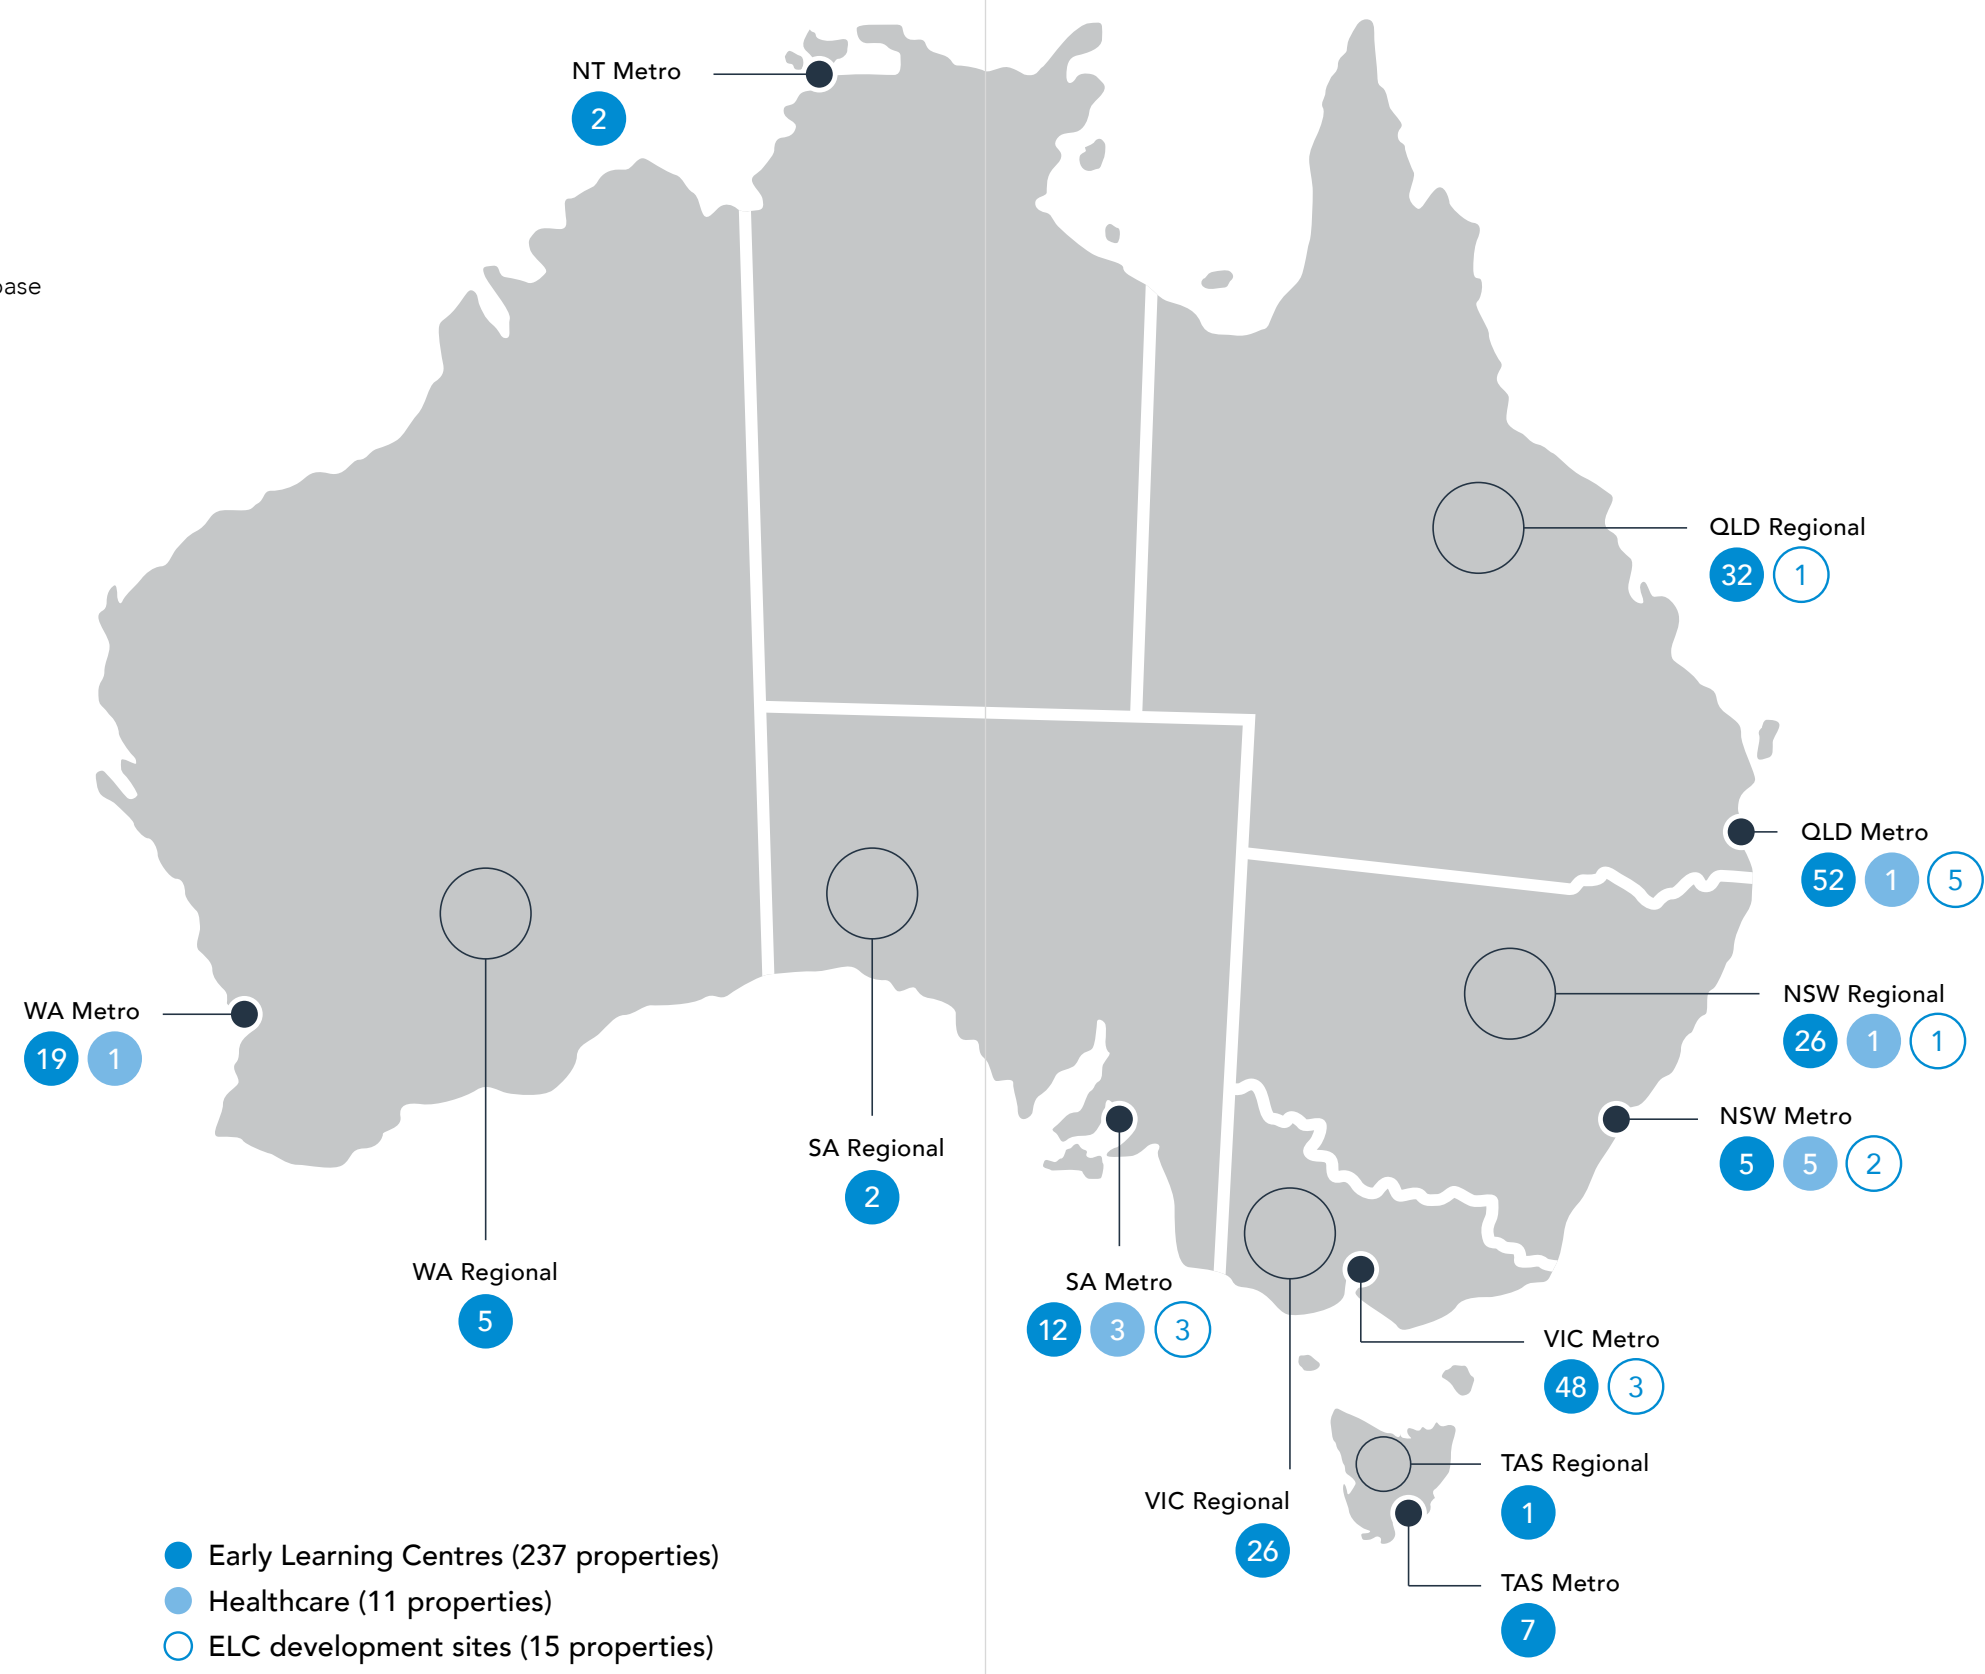 NT Metro
2
base
QLD Regional
32 1
QLD Metro
52 1 5
NSW Regional
26 1 1
WA Metro
19 1
NSW Metro
5 5 2
SA Regional
2
WA Regional
5
SA Metro
12 3 3
VIC Metro
48 3
TAS Regional
1
VIC Regional
26
TAS Metro
7
Early Learning Centres (237 properties)
Healthcare (11 properties)
ELC development sites (15 properties)